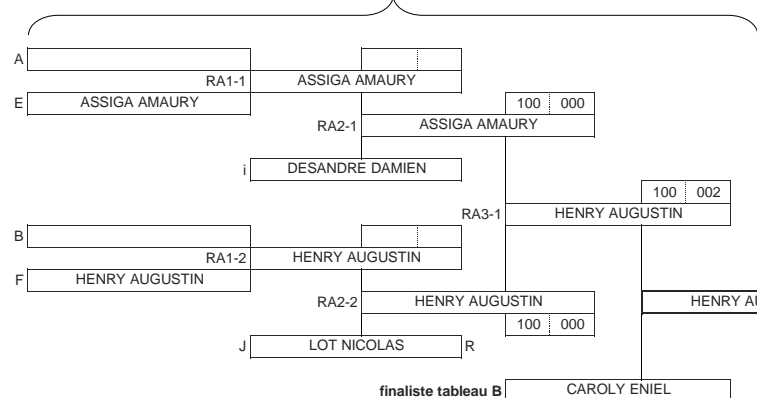 A
RA1-1 ASSIGA AMAURY
E ASSIGA AMAURY 100 000
RA2-1 ASSIGA AMAURY
i DESANDRE DAMIEN
100 002
RA3-1 HENRY AUGUSTIN
B
RA1-2 HENRY AUGUSTIN
F HENRY AUGUSTIN
RA2-2 HENRY AUGUSTIN HENRY
100 000
J LOT NICOLAS R
finaliste tableau B CAROLY ENIEL